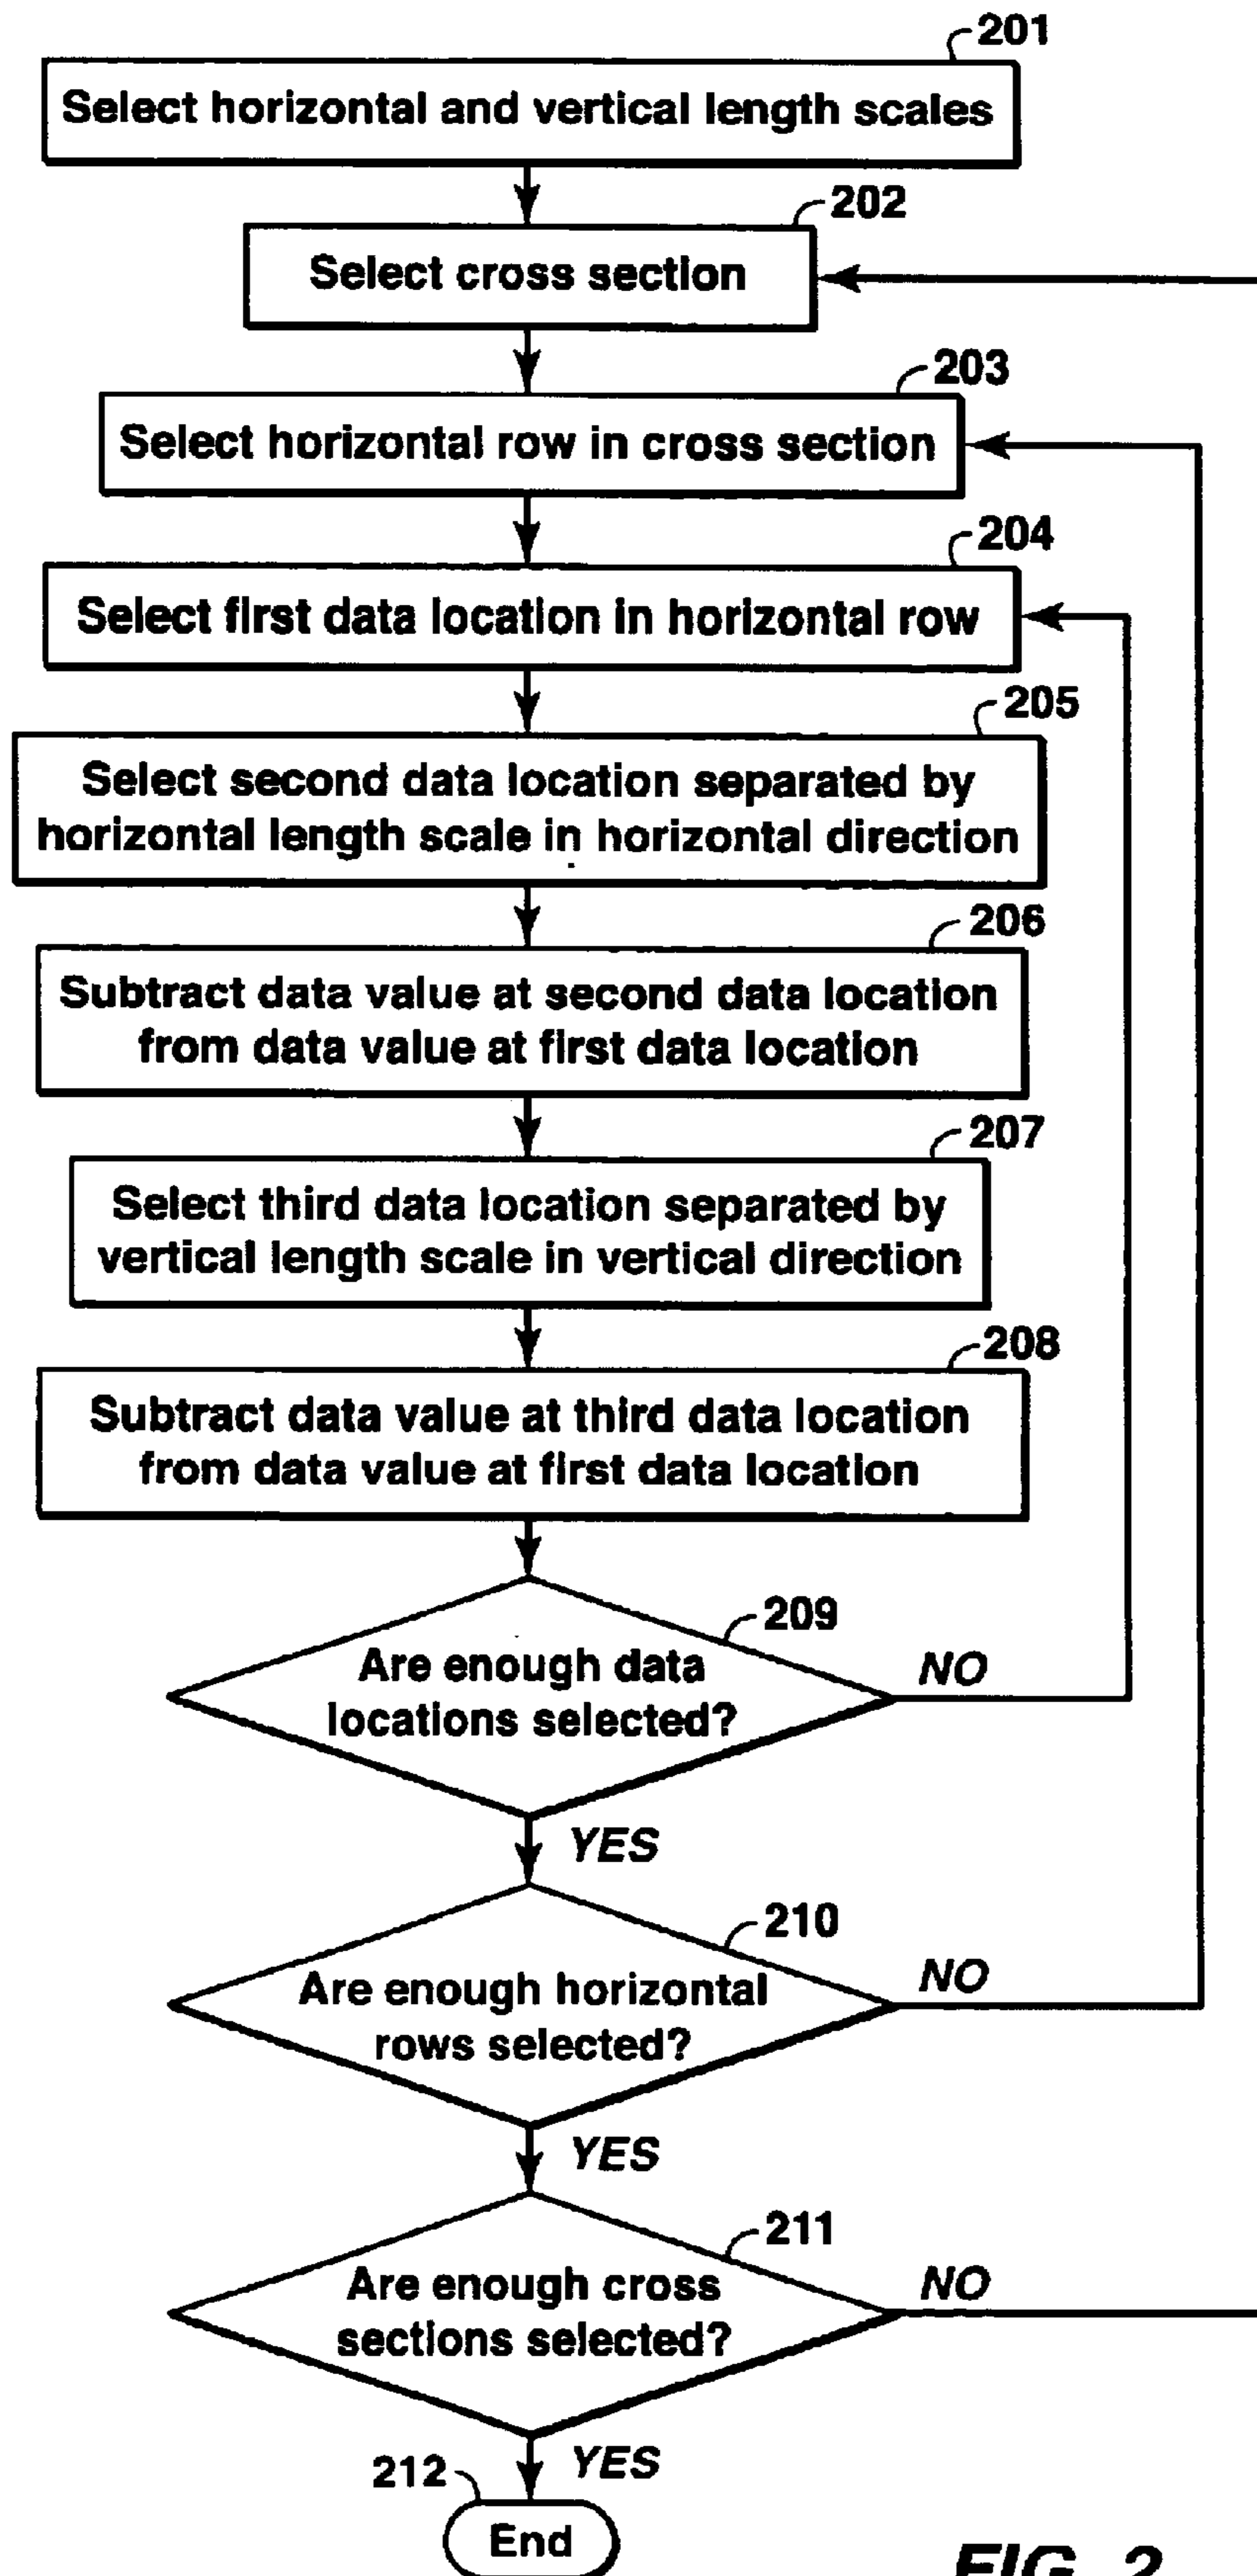 201
Select horizontal and vertical length scales
202
Select cross section
203
Select horizontal row in cross section
204
Select first data location in horizontal row
205
Select second data location separated by
horizontal length scale in horizontal direction
206
Subtract data value at second data location
from data value at first data location
207
Select third data location separated by
vertical length scale in vertical direction
208
Subtract data value at third data location
from data value at first data location
209
Are enough data
locations selected?
NO
YES
210
Are enough horizontal
rows selected?
NO
YES
211
Are enough cross
sections selected?
NO
YES
212
End
FIG. 2